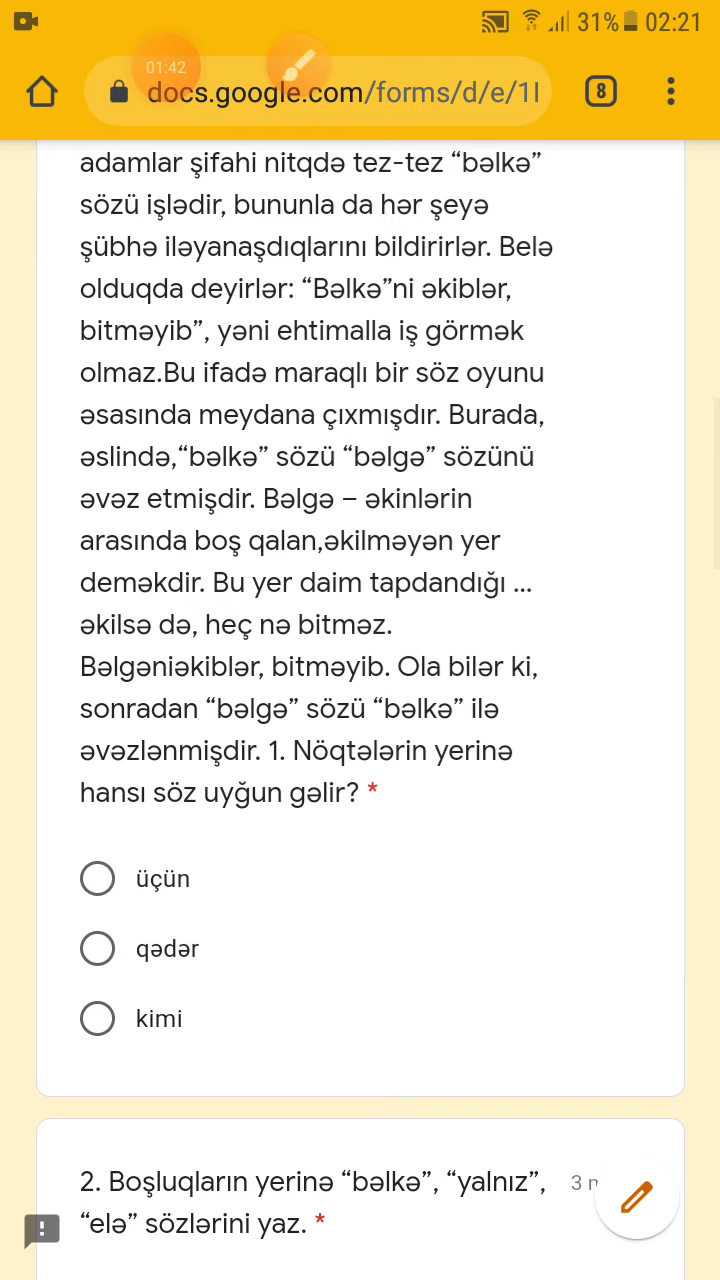 31% 02:21
01:42
docs.google.com/forms/d/e/1I
8
adamlar şifahi nitqdə tez-tez “bəlkə”
sözü işlədir, bununla da hər şeyə
şübhə iləyanaşdıqlarını bildirirlər. Belə
olduqda deyirlər: “Bəlkə”ni əkiblər,
bitməyib”, yəni ehtimalla iş görmək
olmaz.Bu ifadə maraqlı bir söz oyunu
əsasında meydana çıxmışdır. Burada,
əslində,“bəlkə” sözü “bəlgə” sözünü
əvəz etmişdir. Bəlgə – əkinlərin
arasında boş qalan,əkilməyən yer
deməkdir. Bu yer daim tapdandığı ...
əkilsə də, heç nə bitməz.
Bəlgəniəkiblər, bitməyib. Ola bilər ki,
sonradan “bəlgə” sözü “bəlkə” ilə
əvəzlənmişdir. 1. Nöqtələrin yerinə
hansı söz uyğun gəlir? *
üçün
qədər
kimi
2. Boşluqların yerinə “bəlkə”, “yalnız”, 3
“elə” sözlərini yaz. *